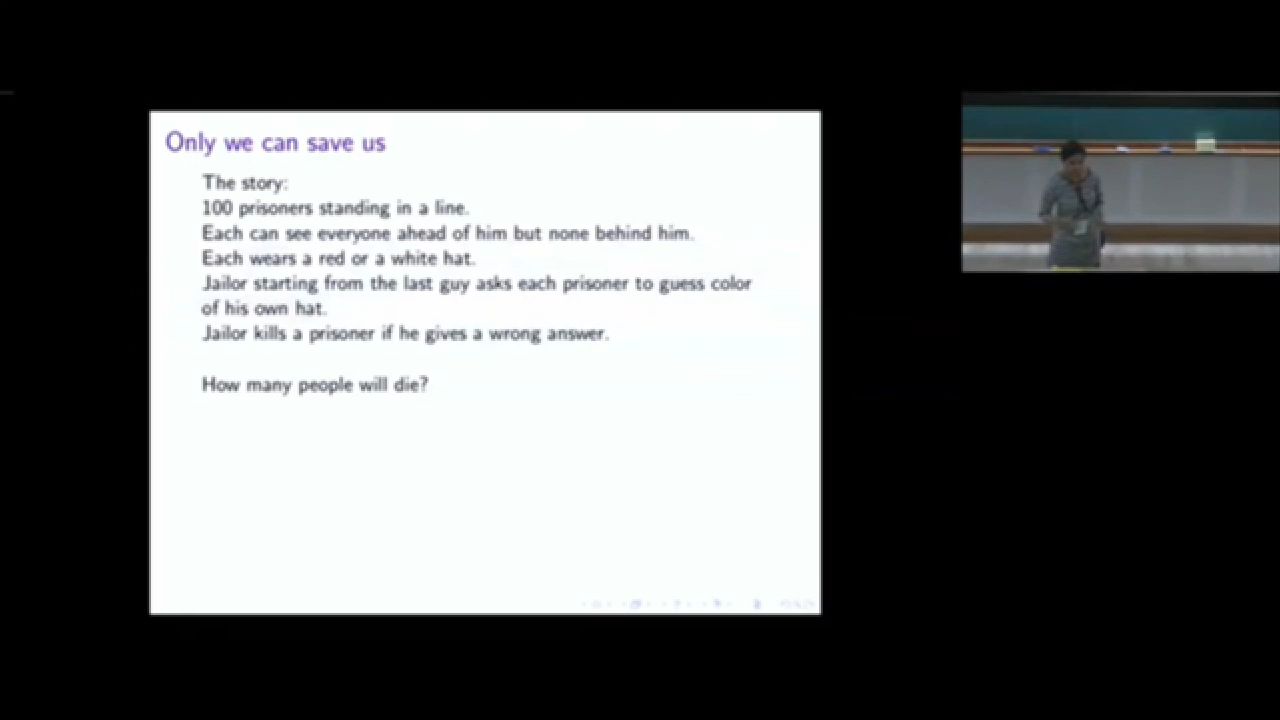 Only we can save us
The story:
100 prisoners standing in a line.
Each can see everyone ahead of him but none behind him.
Each wears a red or a white hat.
Jailor starting from the last guy asks each prisoner to guess color
of his own hat.
Jailor kills a prisoner if he gives a wrong answer.
How many people will die?